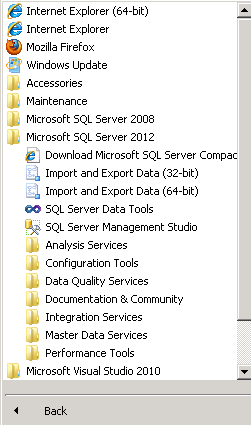 Internet Explorer (64-bit)
Internet Explorer
Mozilla Firefox
Windows Update
Accessories
Maintenance
Microsoft SQL Server 2008
Microsoft SQL Server 2012
Download Microsoft SQL Server Compac
Import and Export Data (32-bit)
Import and Export Data (64-bit)
SQL Server Data Tools
SQL Server Management Studio
Analysis Services
Configuration Tools
Data Quality Services
Documentation & Community
Integration Services
Master Data Services
Performance Tools
Microsoft Visual Studio 2010
Back